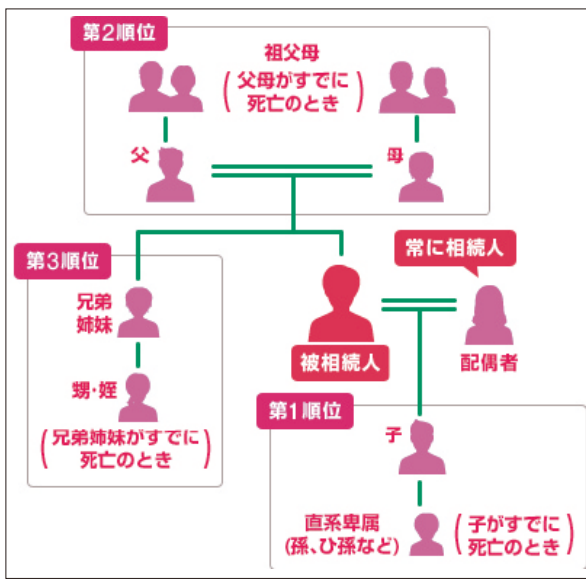 第2順位
祖父母
(父母がすでに
死亡のとき)
父
母
第3順位
兄弟
姉妹
甥・姪
(兄弟姉妹がすでに
死亡のとき)
常に相続人
被相続人
配偶者
第1順位
子
直系卑属
(孫、ひ孫など)
(子がすでに
死亡のとき)